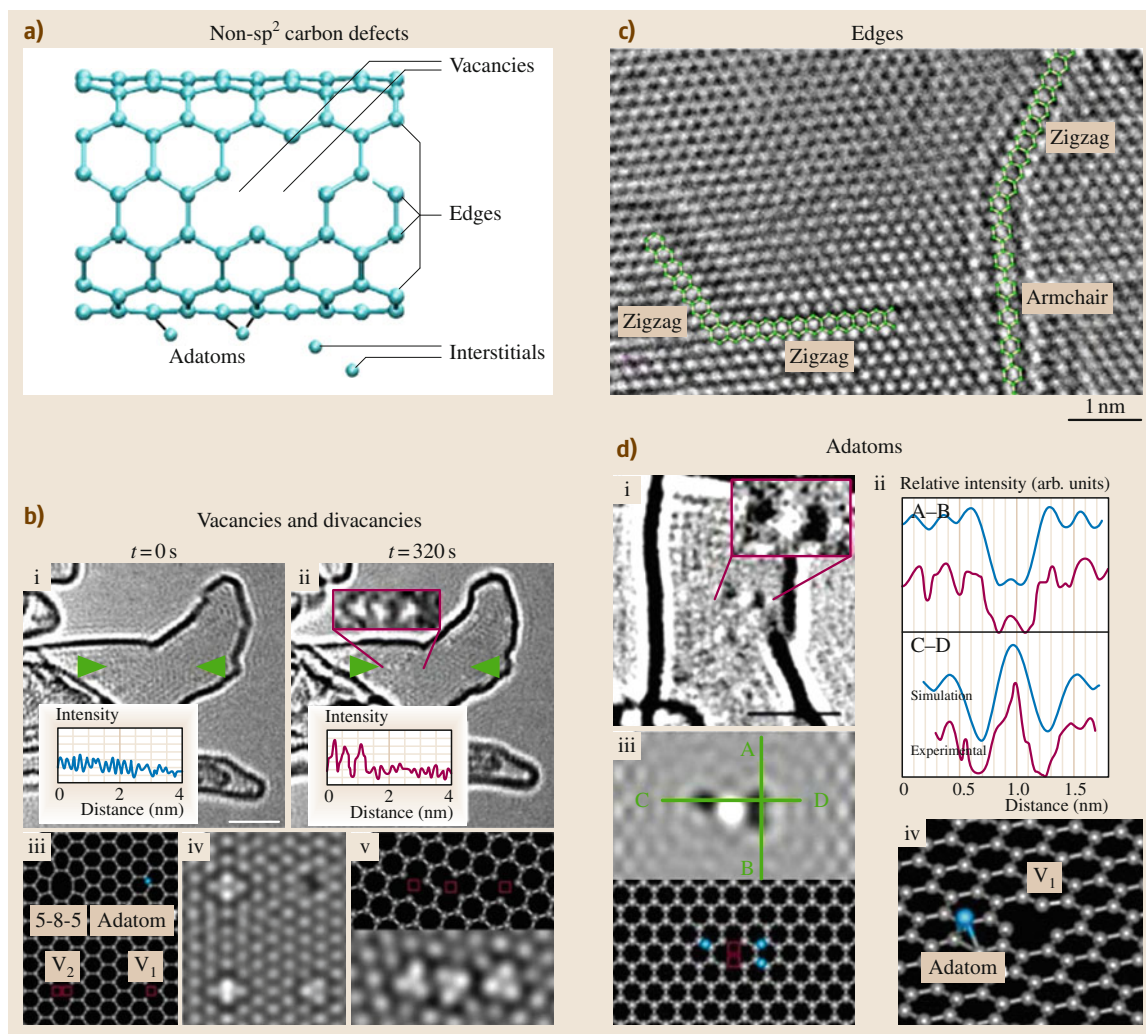 a)
Non-sp² carbon defects
Vacancies
Edges
Adatoms
Interstitials
c)
Edges
Zigzag
Armchair
Zigzag
Zigzag
1 nm
b)
Vacancies and divacancies
t = 0 s
t = 320 s
i
ii
Intensity
0 2 4
Distance (nm)
Intensity
0 2 4
Distance (nm)
iii
iv
v
5-8-5
Adatom
V₂
V₁
d)
Adatoms
i
ii
Relative intensity (arb. units)
A–B
C–D
Simulation
Experimental
0 0.5 1.0 1.5
Distance (nm)
iii
A
C
D
B
iv
V₁
Adatom